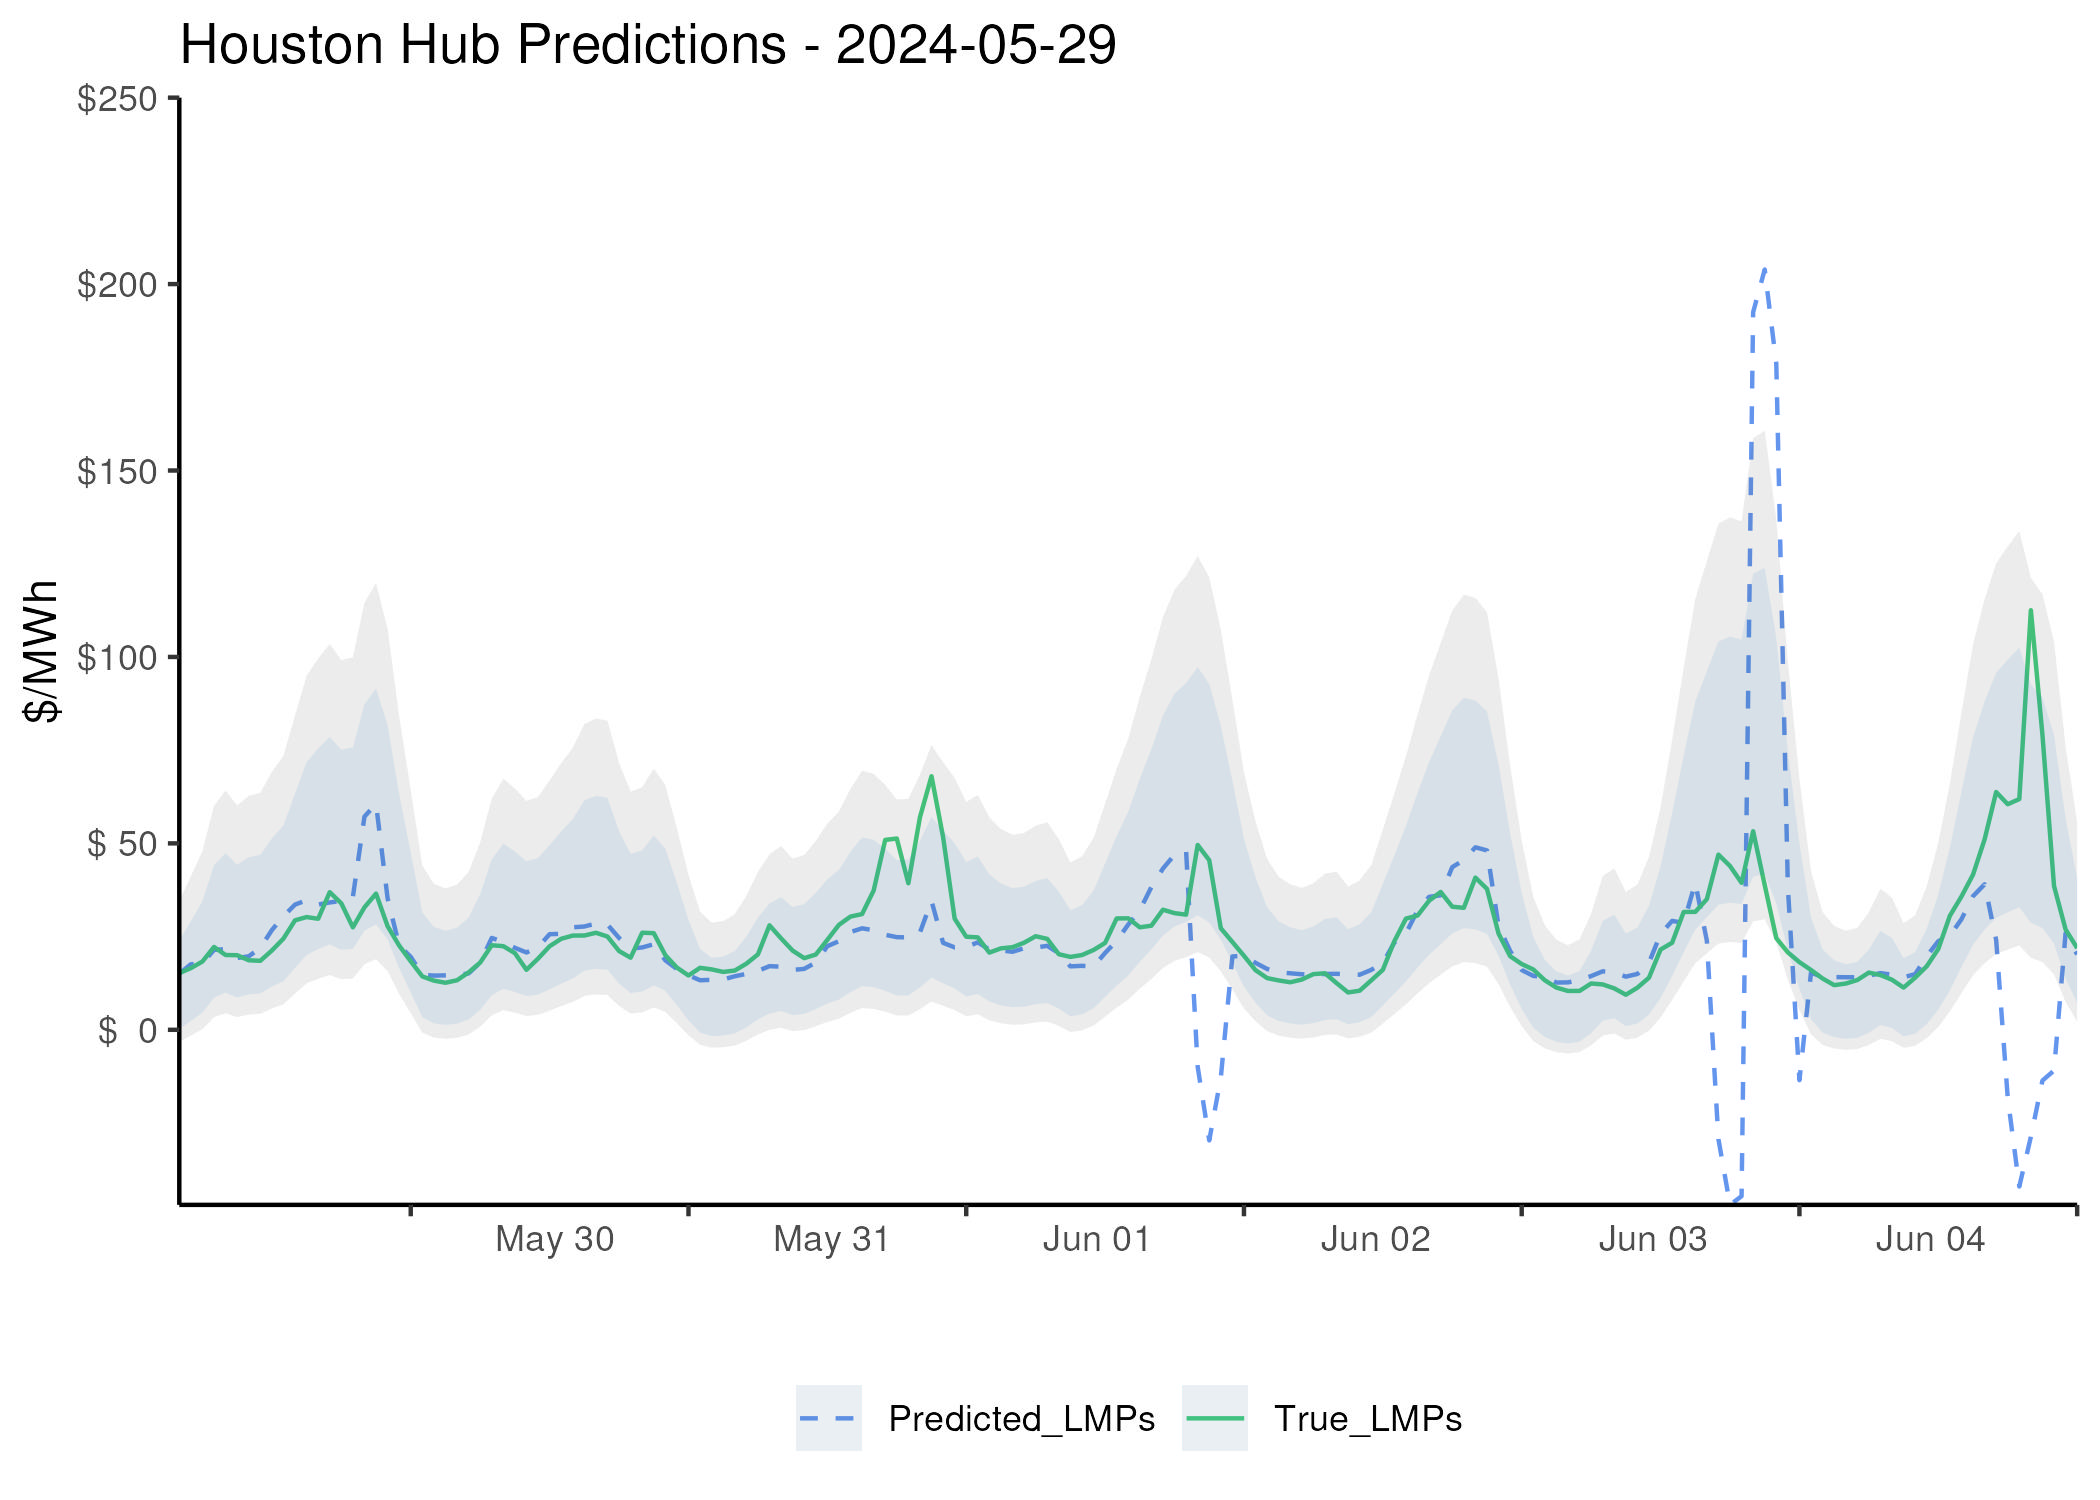 Houston Hub Predictions - 2024-05-29
$250
$200
$150
$100
$ 50
$ 0
$/MWh
May 30 May 31 Jun 01 Jun 02 Jun 03 Jun 04
Predicted_LMPs True_LMPs